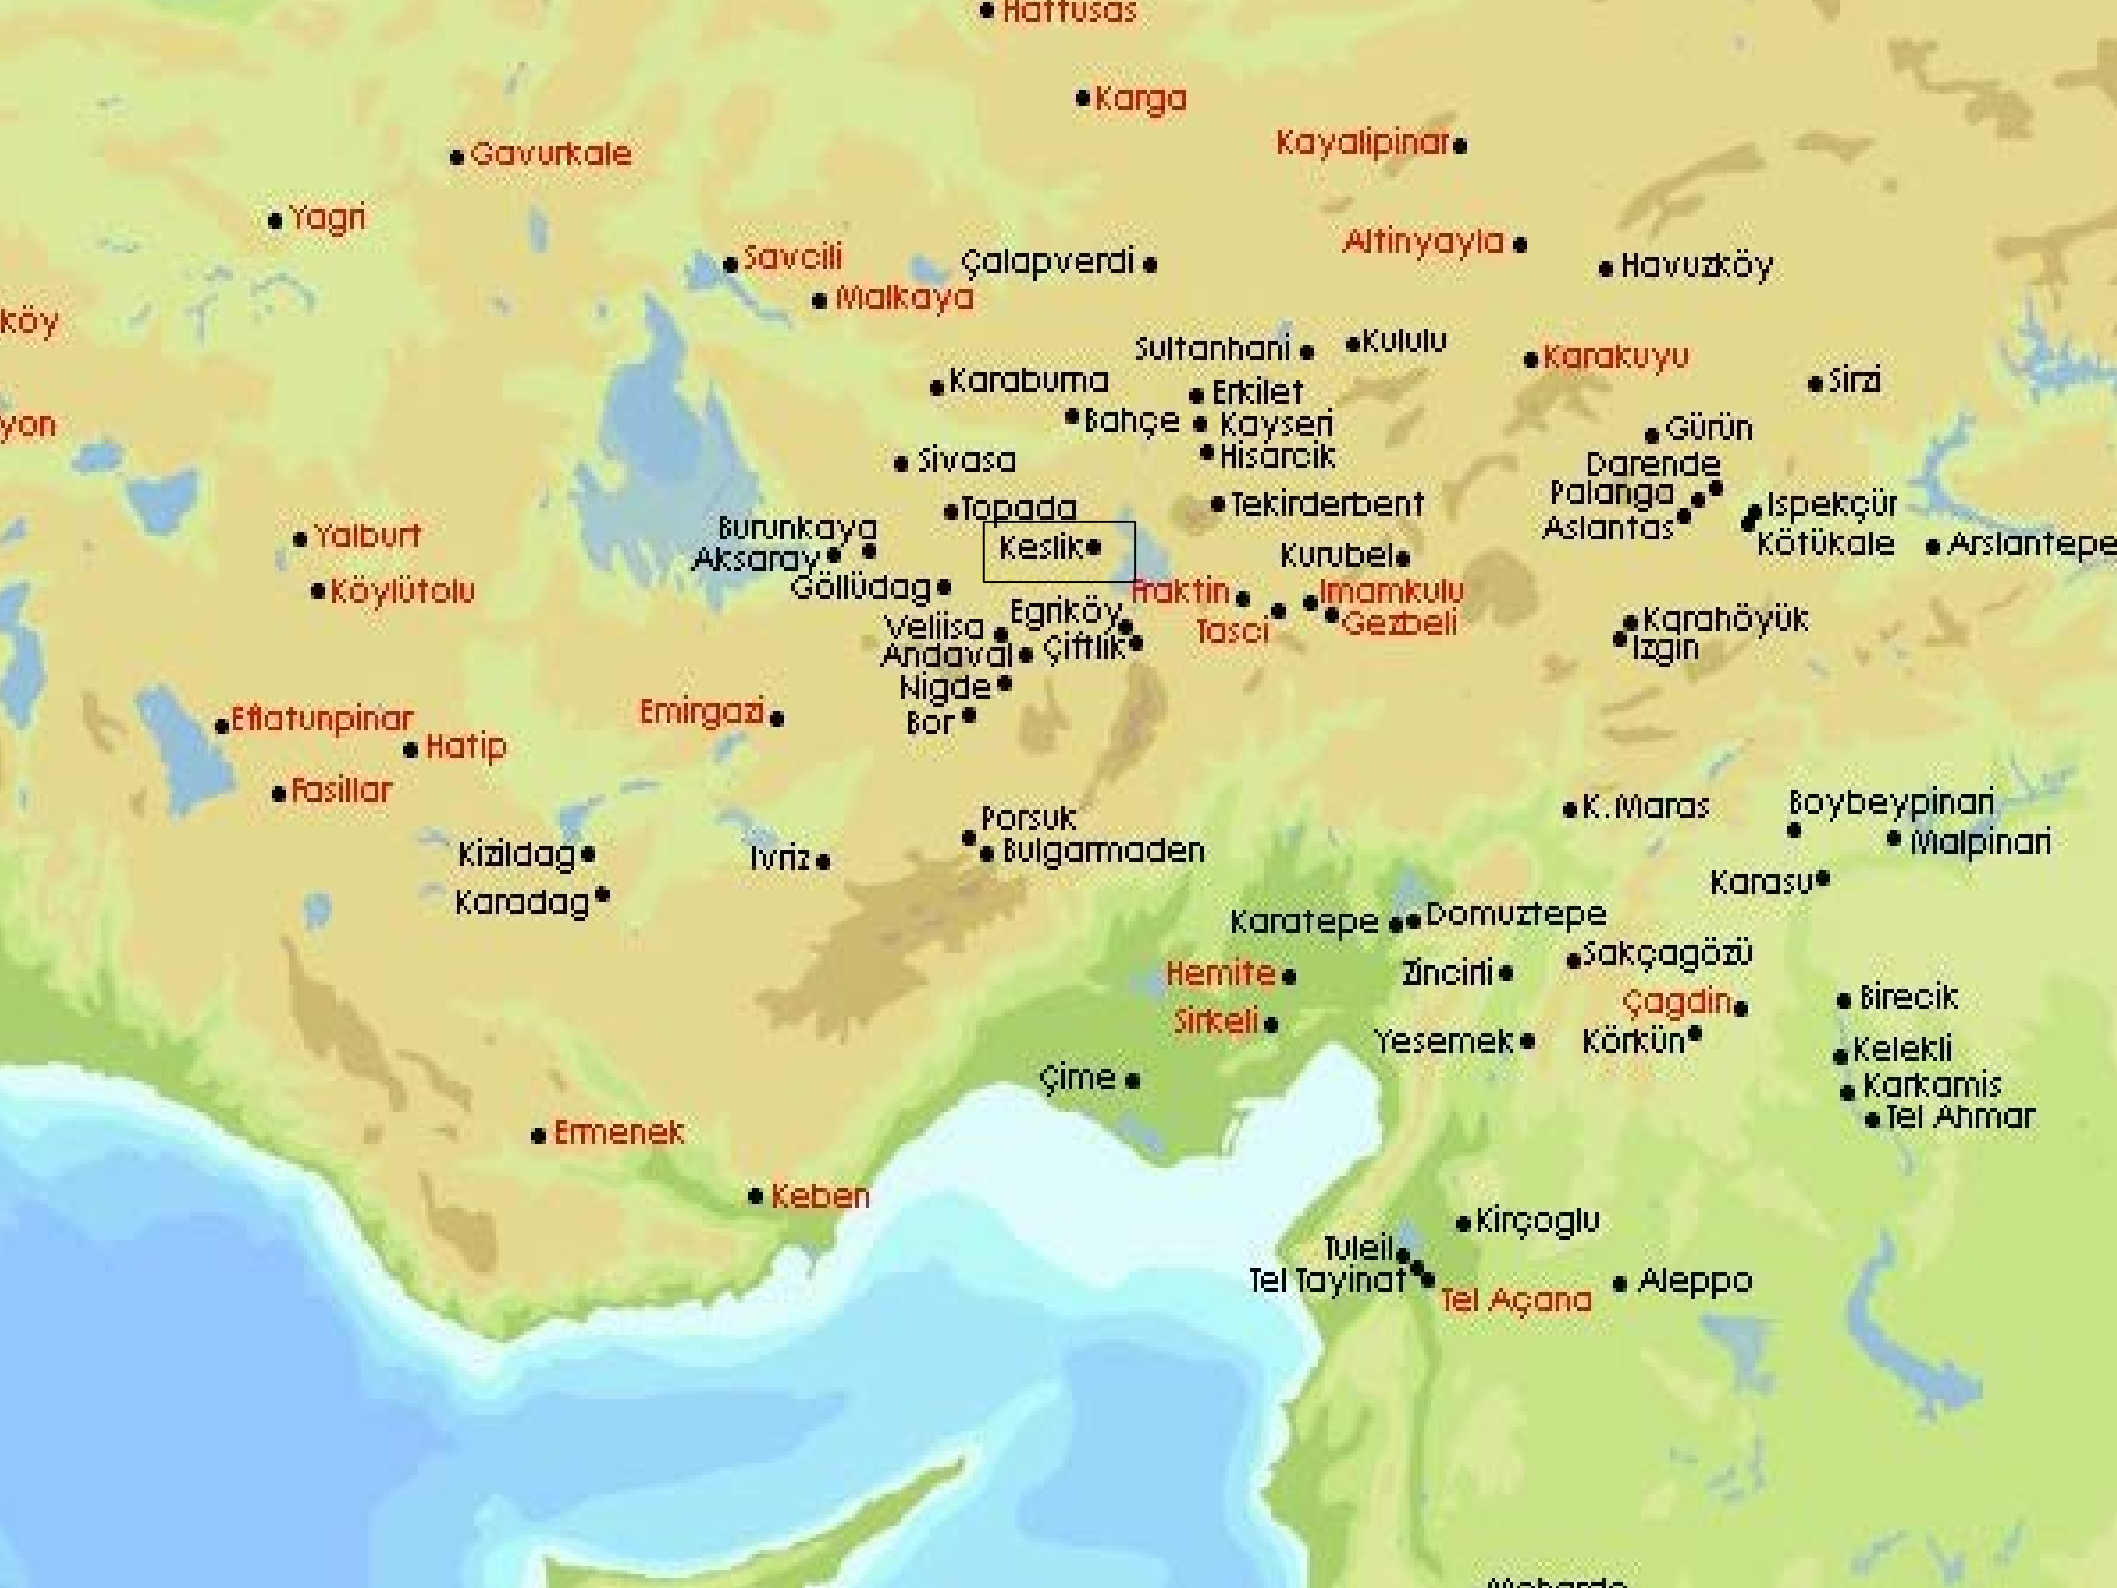 Hattusas
Karga
Kayalipinar
Gavurkale
Yagri
Altinyayla
Savcili
Çalapverdi
Havuzköy
Malkaya
köy
Sultanhani
Kululu
Karakuyu
Karaburna
Erkilet
Sirzi
Bahçe
Kayseri
yon
Gürün
Sivasa
Hisarcik
Darende
Palanga
Topada
Tekirderbent
Ispekçür
Burunkaya
Aslantas
Yalburt
Keslik
Kötükale
Arslantepe
Aksaray
Kurubel
Göllüdag
Fraktin
Imamkulu
Köylütolu
Egriköy
Karahöyük
Veliisa
Tasci
Gezbeli
Andaval
Çiftlik
Izgin
Nigde
Eflatunpinar
Emirgazi
Bor
Hatip
Fasillar
K.Maras
Boybeypinari
Porsuk
Malpinari
Kizildag
Ivriz
Bulgarmaden
Karasu
Karadag
Karatepe
Domuztepe
Sakçagözü
Hemite
Zincirli
Birecik
Çagdin
Sirkeli
Yesemek
Körkün
Kelekli
Çime
Karkamis
Tel Ahmar
Ermenek
Keben
Kirçoglu
Tuleil
Tel Tayinat
Aleppo
Tel Açana